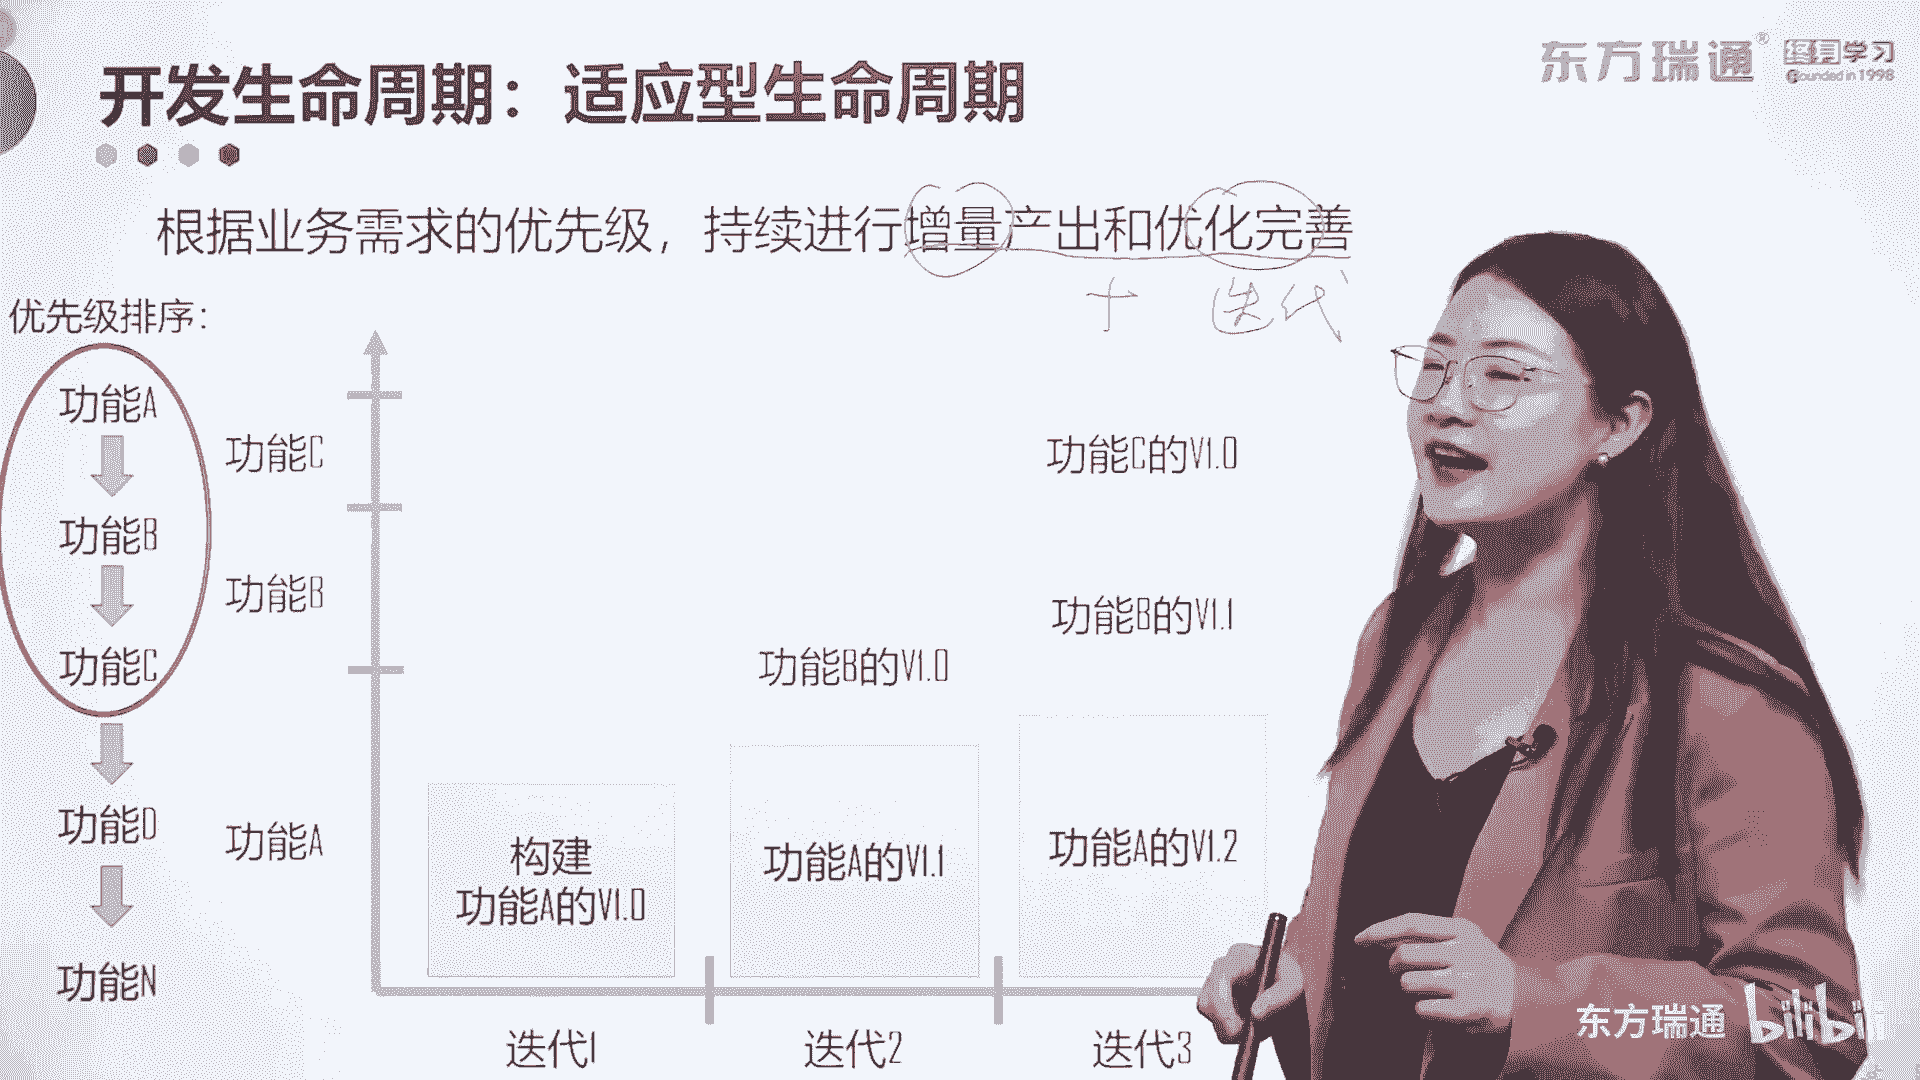 开发生命周期：适应型生命周期
东方瑞通®
终身学习
Founded in 1998
根据业务需求的优先级，持续进行增量产出和优化完善
十 迭代
优先级排序：
功能A
功能B
功能C
功能D
功能N
功能C
功能B
功能A
功能C的V1.0
功能B的V1.0
功能B的V1.1
构建
功能A的V1.0
功能A的V1.1
功能A的V1.2
迭代1
迭代2
迭代3
东方瑞通
bilibili